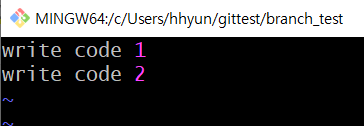 MINGW64:/c/Users/hhyun/gittest/branch_test
write code 1
write code 2
~
~